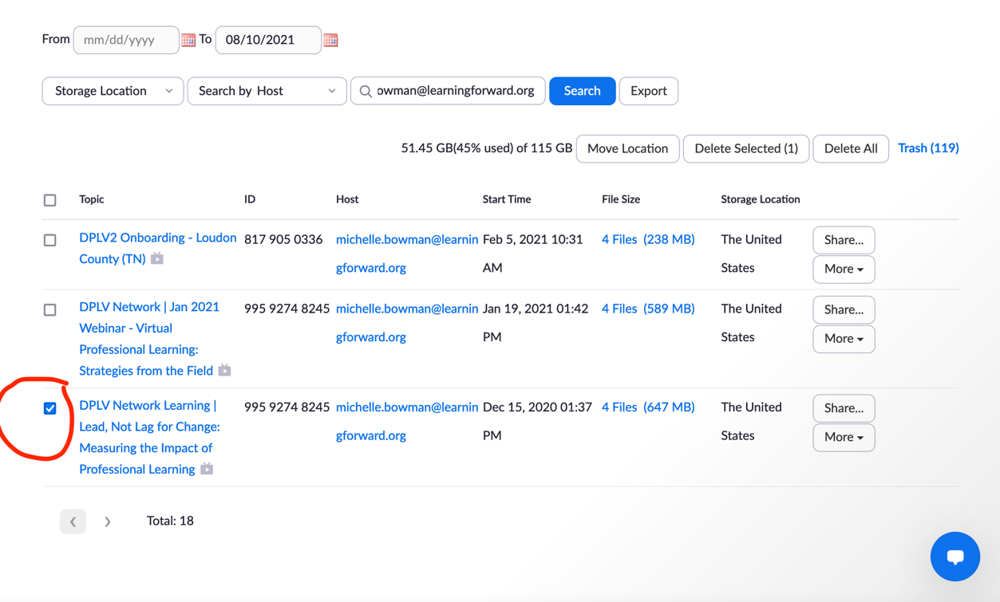 From mm/dd/yyyy To 08/10/2021
Storage Location Search by Host owman@learningforward.org Search Export
51.45 GB(45% used) of 115 GB Move Location Delete Selected (1) Delete All Trash (119)
Topic ID Host Start Time File Size Storage Location
DPLV2 Onboarding - Loudon 817 905 0336 michelle.bowman@learnin Feb 5, 2021 10:31 4 Files (238 MB) The United Share...
County (TN) gforward.org AM States More
DPLV Network | Jan 2021 995 9274 8245 michelle.bowman@learnin Jan 19, 2021 01:42 4 Files (589 MB) The United Share...
Webinar - Virtual gforward.org PM States More
Professional Learning:
Strategies from the Field
DPLV Network Learning | 995 9274 8245 michelle.bowman@learnin Dec 15, 2020 01:37 4 Files (647 MB) The United Share...
Lead, Not Lag for Change: gforward.org PM States More
Measuring the Impact of
Professional Learning
Total: 18